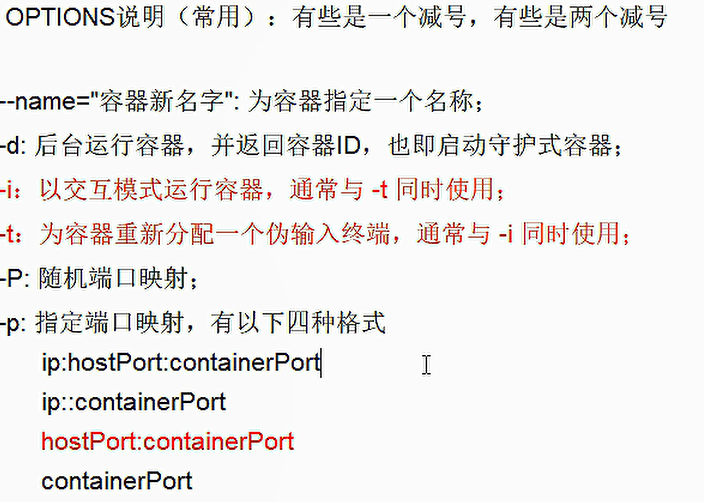 OPTIONS说明（常用）：有些是一个减号，有些是两个减号
--name="容器新名字": 为容器指定一个名称；
-d: 后台运行容器，并返回容器ID，也即启动守护式容器；
-i：以交互模式运行容器，通常与 -t 同时使用；
-t：为容器重新分配一个伪输入终端，通常与 -i 同时使用；
-P: 随机端口映射；
-p: 指定端口映射，有以下四种格式
ip:hostPort:containerPort
ip::containerPort
hostPort:containerPort
containerPort